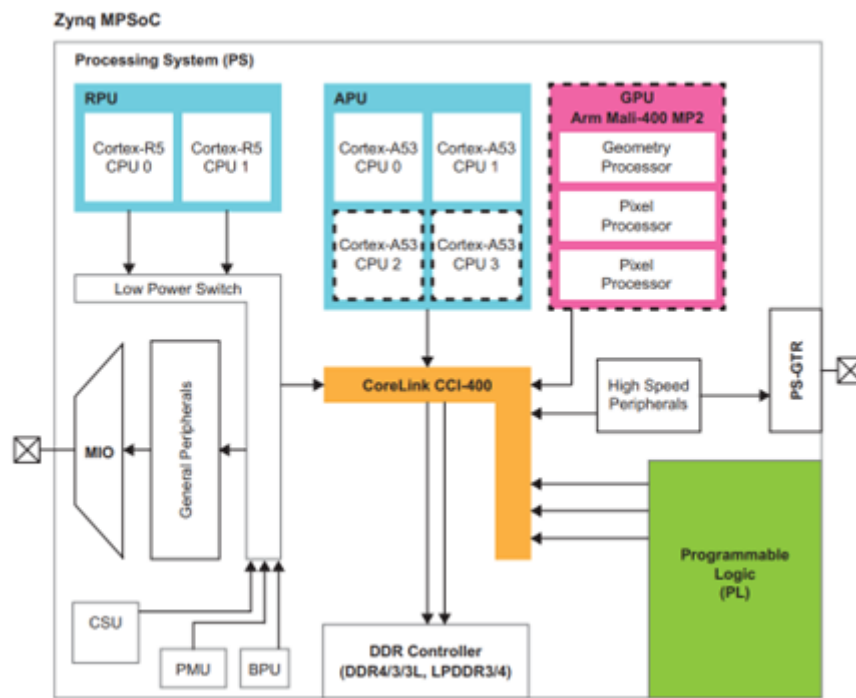 Zynq MPSoC
Processing System (PS)
RPU
Cortex-R5
CPU 0
Cortex-R5
CPU 1
APU
Cortex-A53
CPU 0
Cortex-A53
CPU 1
Cortex-A53
CPU 2
Cortex-A53
CPU 3
GPU
Arm Mali-400 MP2
Geometry
Processor
Pixel
Processor
Pixel
Processor
Low Power Switch
MIO
General Peripherals
CoreLink CCI-400
High Speed
Peripherals
PS-GTR
Programmable
Logic
(PL)
CSU
PMU
BPU
DDR Controller
(DDR4/3/3L, LPDDR3/4)